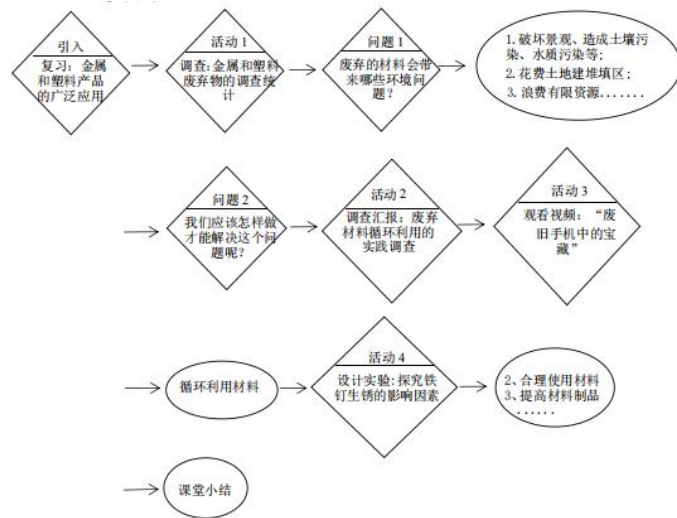 引入
复习：金属
和塑料产品
的广泛应用
活动 1
调查:金属和塑料
废弃物的调查统
计
问题 1
废弃的材料会带
来哪些环境问
题？
1.破坏景观、造成土壤污
染、水质污染等;
2.花费土地建堆填区;
3.浪费有限资源.......
问题 2
我们应该怎样做
才能解决这个问
题呢？
活动 2
调查汇报：废弃
材料循环利用的
实践调查
活动 3
观看视频：“废
旧手机中的宝
藏”
循环利用材料
活动 4
设计实验:探究铁
钉生锈的影响因素
2、合理使用材料
3、提高材料制品
......
课堂小结